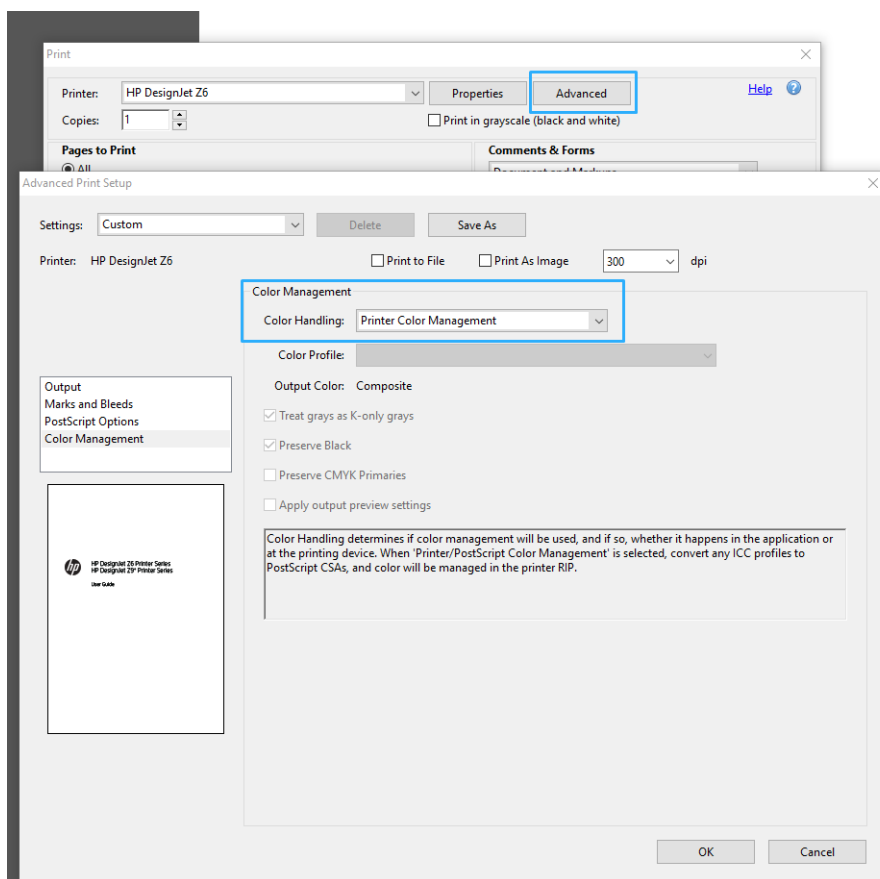 Print
Printer: HP DesignJet Z6 Properties Advanced Help ?
Copies: 1 Print in grayscale (black and white)
Pages to Print Comments & Forms
All Document and Markups
Advanced Print Setup
Settings: Custom Delete Save As
Printer: HP DesignJet Z6 Print to File Print As Image 300 dpi
Color Management
Color Handling: Printer Color Management
Color Profile:
Output Color: Composite
Treat grays as K-only grays
Preserve Black
Preserve CMYK Primaries
Apply output preview settings
Color Handling determines if color management will be used, and if so, whether it happens in the application or
at the printing device. When 'Printer/PostScript Color Management' is selected, convert any ICC profiles to
PostScript CSAs, and color will be managed in the printer RIP.
Output
Marks and Bleeds
PostScript Options
Color Management
hp
HP DesignJet Z6 Printer Series
HP DesignJet Z9+ Printer Series
User Guide
OK Cancel